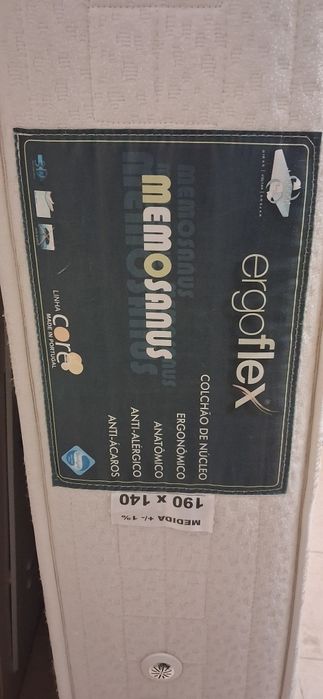 ergoflex®
COLCHÃO DE NÚCLEO
ERGONÓMICO
ANATÓMICO
ANTI-ALÉRGICO
ANTI-ÁCAROS
MEMOSANUS
MEMOSANUS
LINHA
core
MADE IN PORTUGAL
MEDIDA +/- 1%
190 x 140